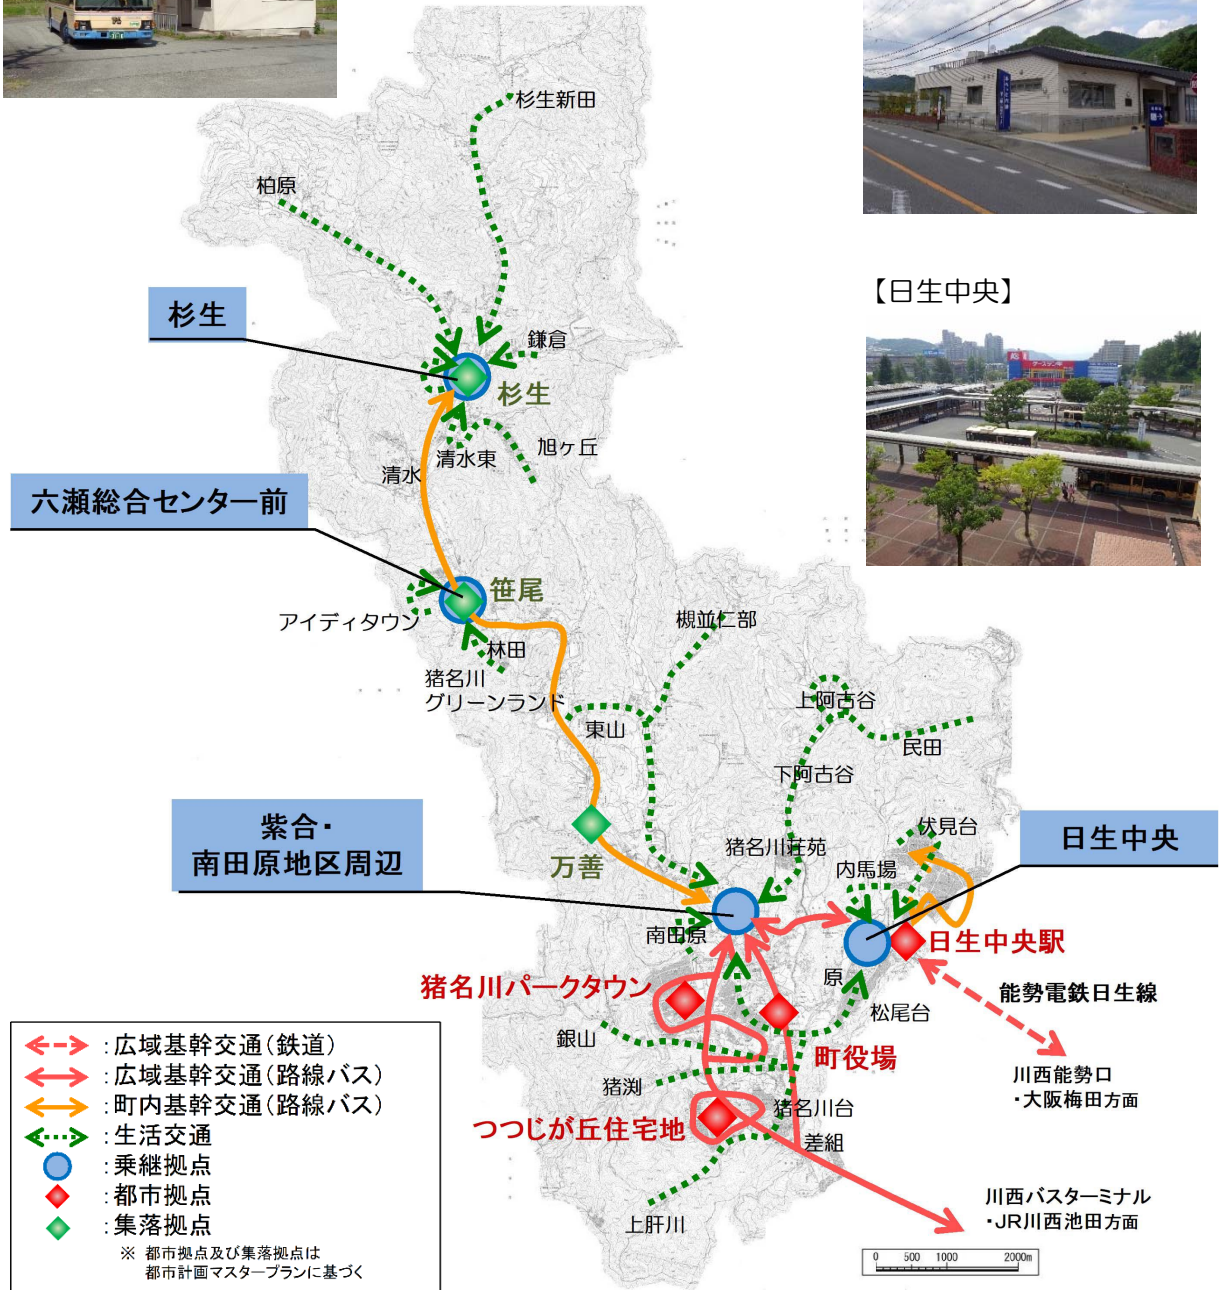 杉生新田
柏原
【日生中央】
杉生
鎌倉
杉生
旭ヶ丘
清水東
清水
六瀬総合センター前
笹尾
アイディタウン
林田
猪名川
グリーンランド
槻並仁部
上阿古谷
東山
民田
下阿古谷
紫合・
南田原地区周辺
万善
猪名川荘苑
伏見台
内馬場
日生中央
南田原
日生中央駅
猪名川パークタウン
原
松尾台
能勢電鉄日生線
銀山
町役場
猪渕
川西能勢口
・大阪梅田方面
つつじが丘住宅地
猪名川台
差組
上肝川
川西バスターミナル
・JR川西池田方面
:広域基幹交通(鉄道)
:広域基幹交通(路線バス)
:町内基幹交通(路線バス)
:生活交通
:乗継拠点
:都市拠点
:集落拠点
※ 都市拠点及び集落拠点は
都市計画マスタープランに基づく
0 500 1000 2000m